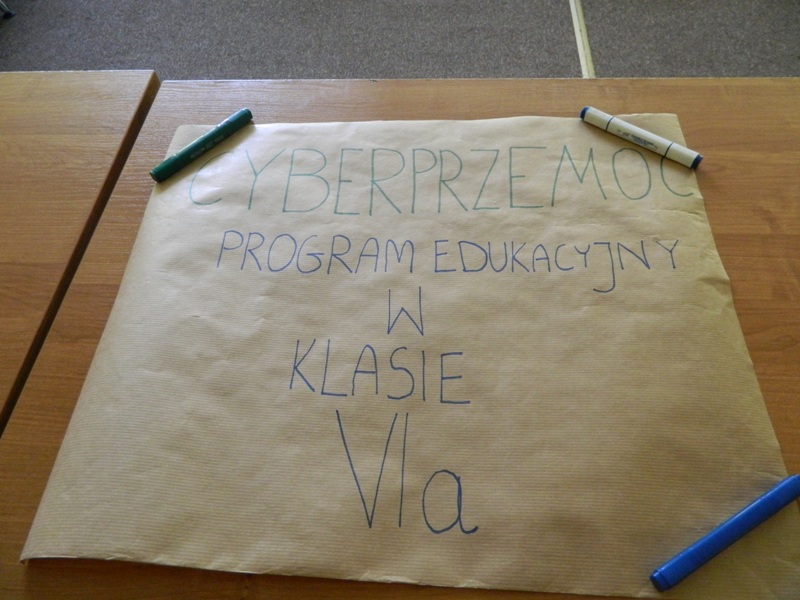 CYBERPRZEMOC
PROGRAM EDUKACYJNY
W
KLASIE
VIa